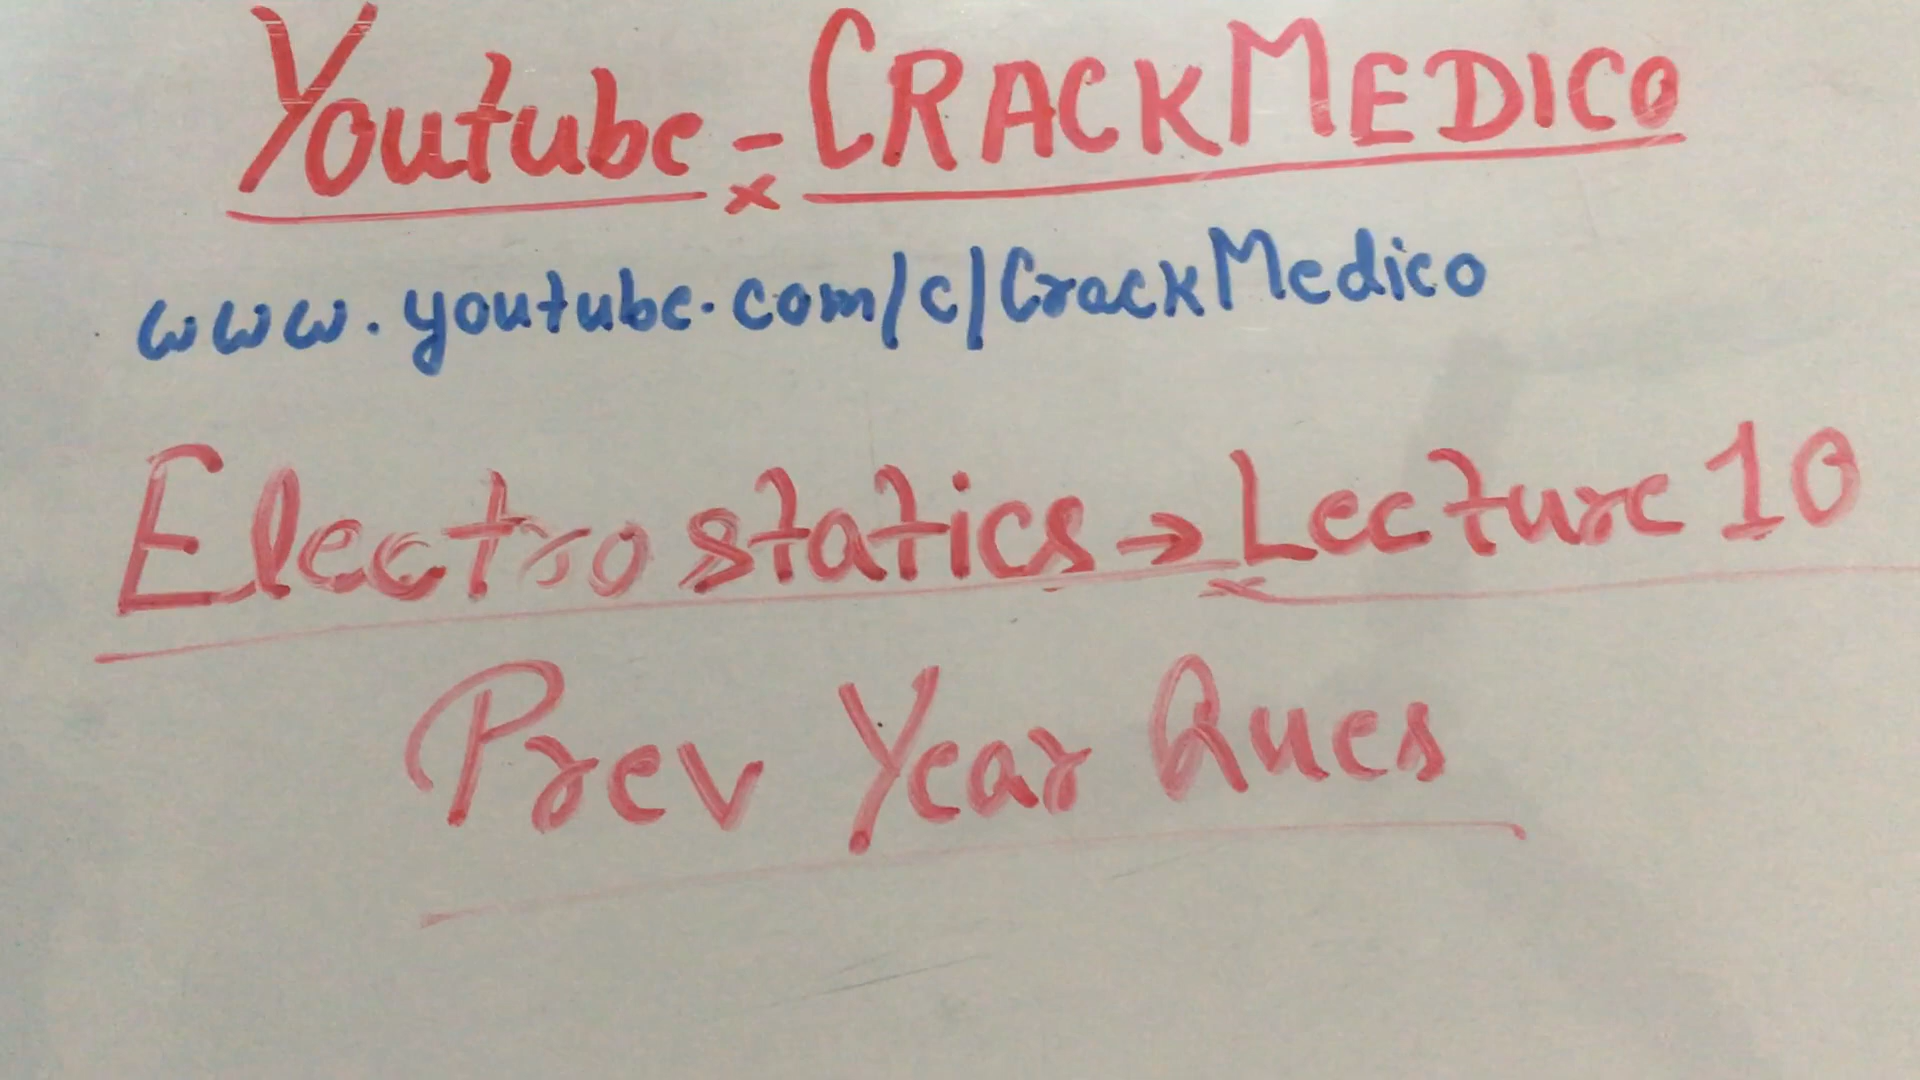 Youtube - CRACKMEDICO
www.youtube.com/c/CrackMedico
Electrostatics → Lecture 10
Prev Year Ques